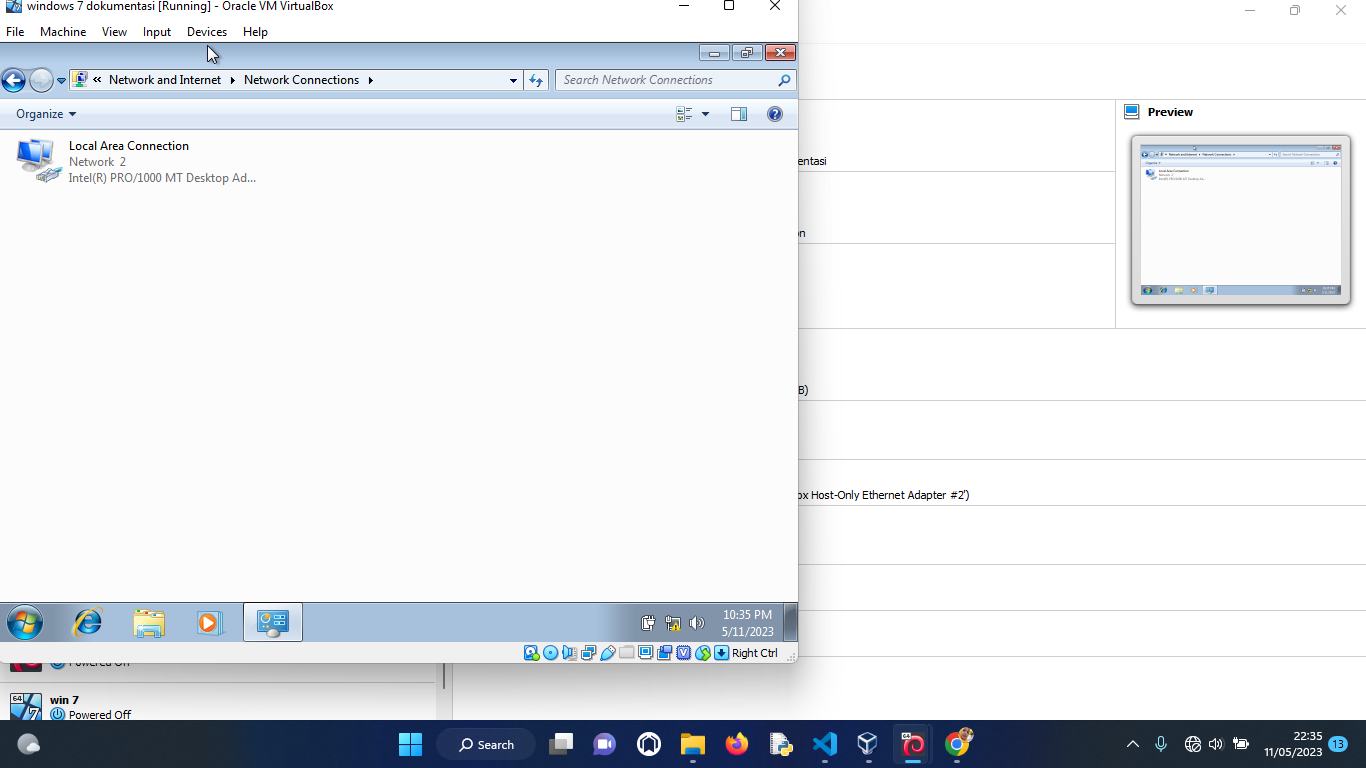 windows 7 dokumentasi [Running] - Oracle VM VirtualBox
File Machine View Input Devices Help
« Network and Internet Network Connections
Search Network Connections
Organize
Local Area Connection
Network 2
Intel(R) PRO/1000 MT Desktop Ad...
10:35 PM
5/11/2023
Right Ctrl
Preview
entasi
on
B)
ox Host-Only Ethernet Adapter #2')
Powered Off
64
win 7
Powered Off
Search
64
22:35
11/05/2023
13